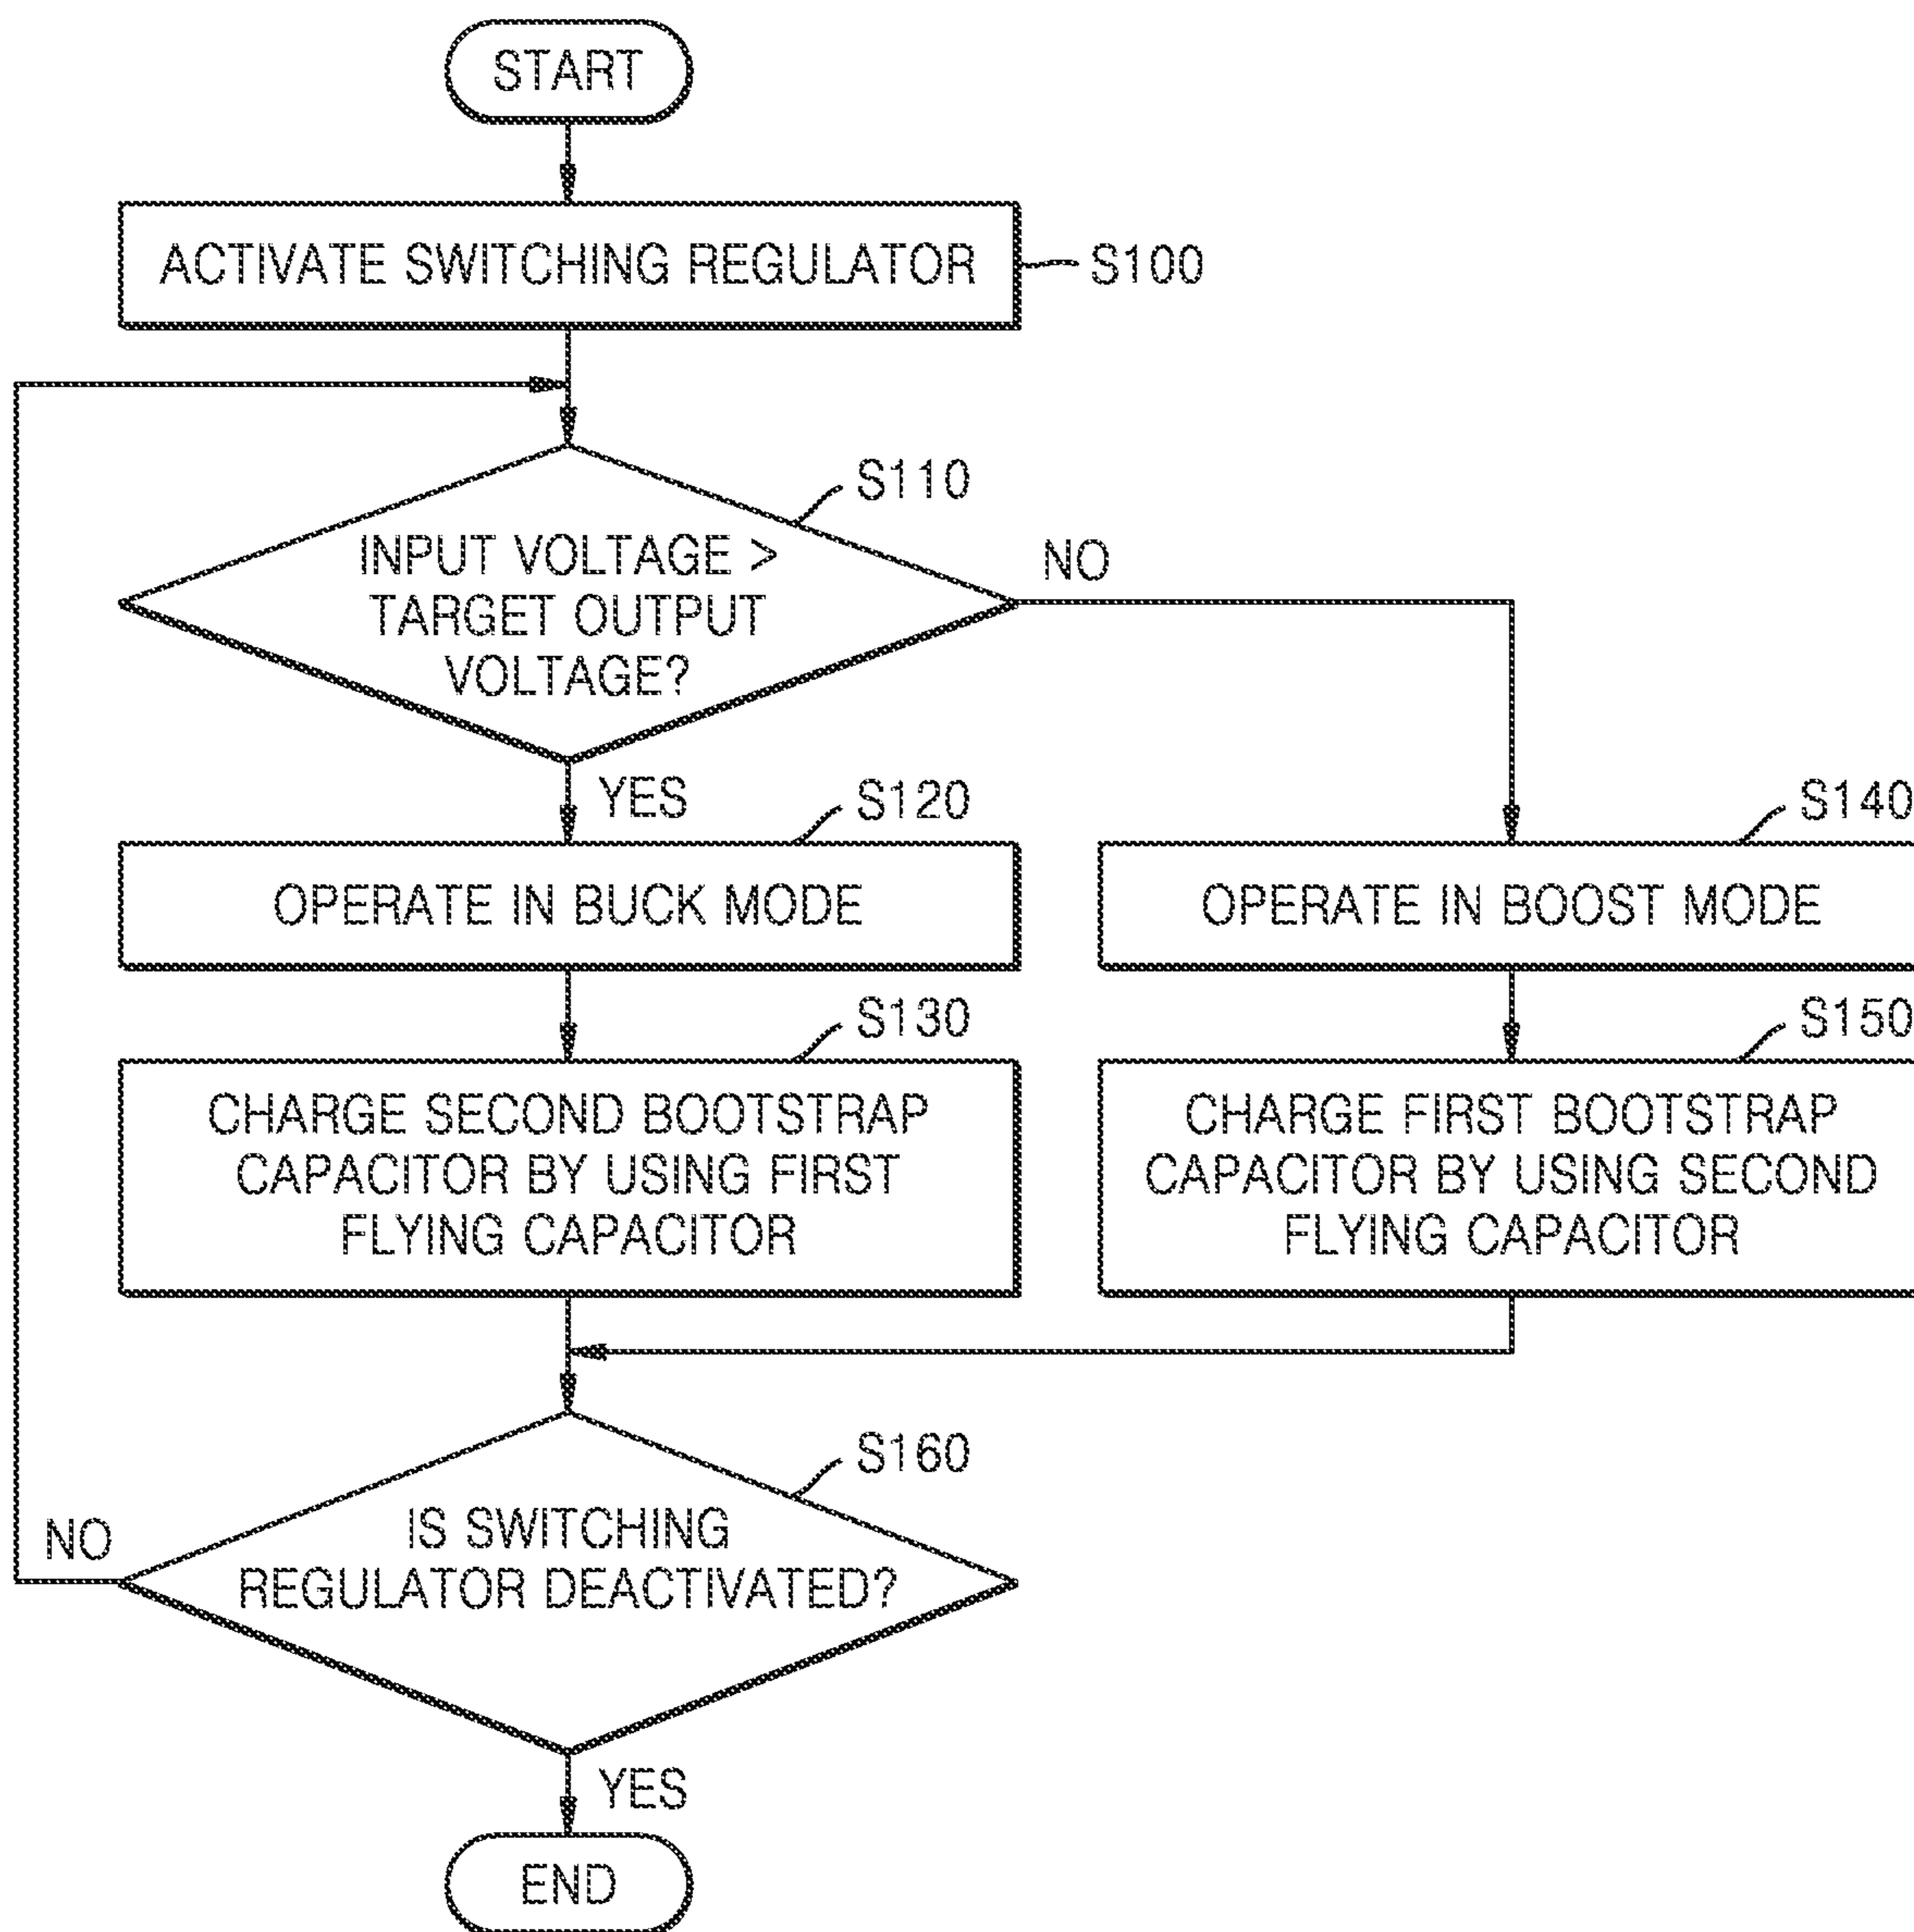 START
ACTIVATE SWITCHING REGULATOR
S100
S110
INPUT VOLTAGE >
TARGET OUTPUT
VOLTAGE?
NO
YES
S120
OPERATE IN BUCK MODE
S140
OPERATE IN BOOST MODE
S130
CHARGE SECOND BOOTSTRAP
CAPACITOR BY USING FIRST
FLYING CAPACITOR
S150
CHARGE FIRST BOOTSTRAP
CAPACITOR BY USING SECOND
FLYING CAPACITOR
S160
IS SWITCHING
REGULATOR DEACTIVATED?
NO
YES
END